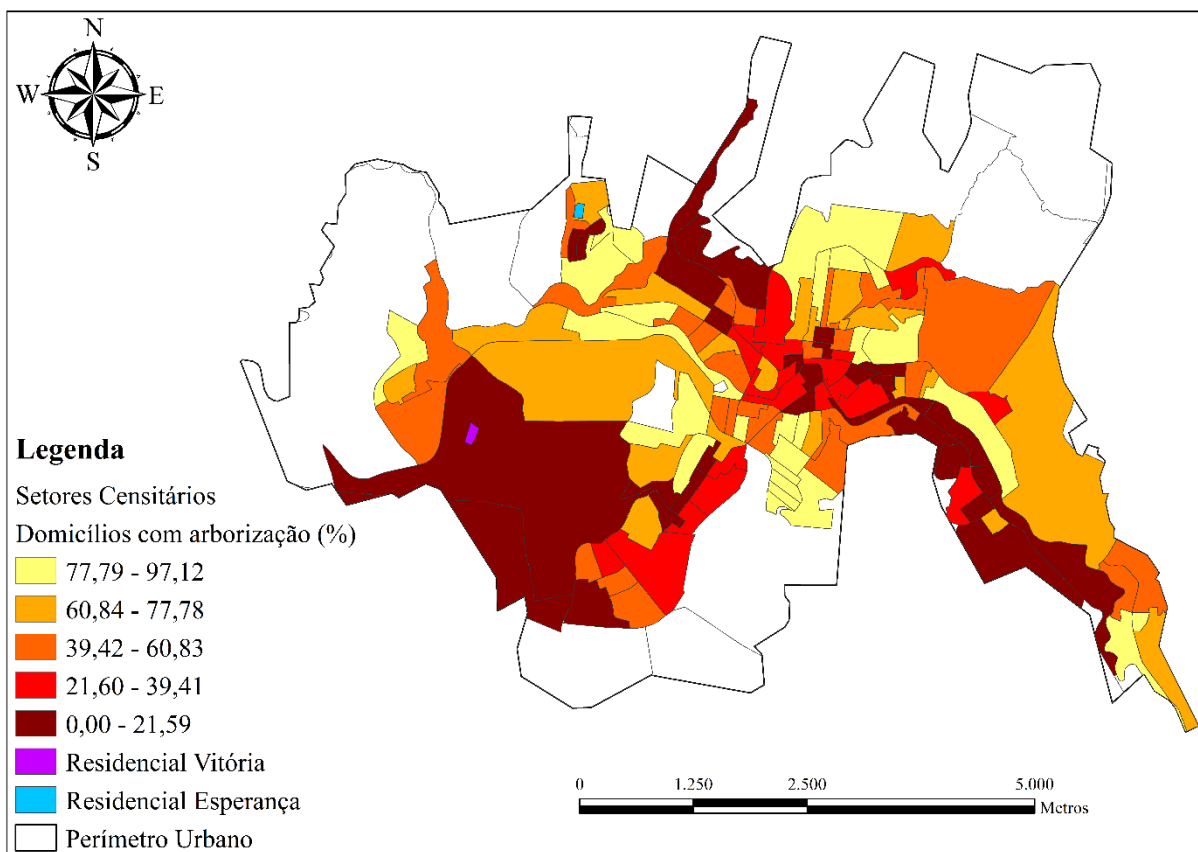 N
W E
S
Legenda
Setores Censitários
Domicílios com arborização (%)
77,79 - 97,12
60,84 - 77,78
39,42 - 60,83
21,60 - 39,41
0,00 - 21,59
Residencial Vitória
Residencial Esperança
Perímetro Urbano
0 1.250 2.500 5.000
Metros